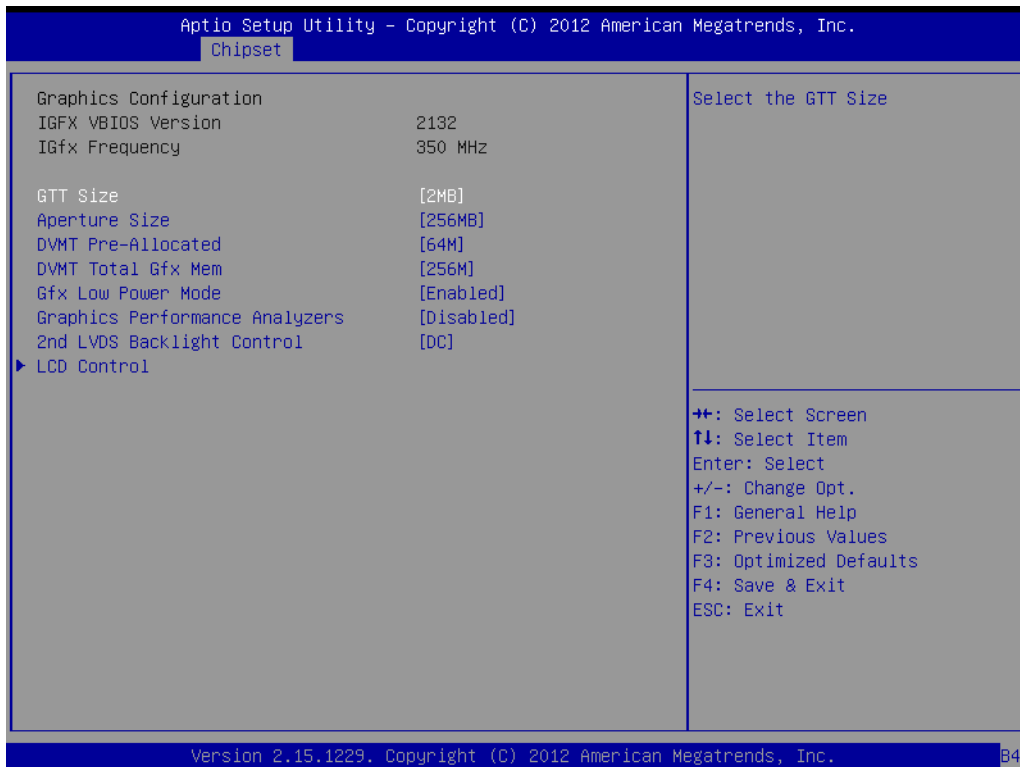 Aptio Setup Utility – Copyright (C) 2012 American Megatrends, Inc.
Chipset
Graphics Configuration
IGFX VBIOS Version 2132
IGfx Frequency 350 MHz
GTT Size [2MB]
Aperture Size [256MB]
DVMT Pre-Allocated [64M]
DVMT Total Gfx Mem [256M]
Gfx Low Power Mode [Enabled]
Graphics Performance Analyzers [Disabled]
2nd LVDS Backlight Control [DC]
▶ LCD Control
Select the GTT Size
→←: Select Screen
↑↓: Select Item
Enter: Select
+/-: Change Opt.
F1: General Help
F2: Previous Values
F3: Optimized Defaults
F4: Save & Exit
ESC: Exit
Version 2.15.1229. Copyright (C) 2012 American Megatrends, Inc.
B4